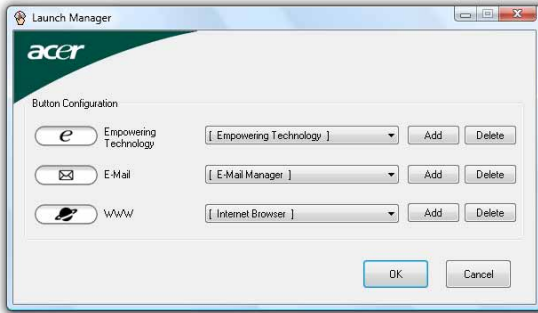 Launch Manager
acer
Button Configuration
e Empowering Technology [ Empowering Technology ] Add Delete
E-Mail [ E-Mail Manager ] Add Delete
WWW [ Internet Browser ] Add Delete
OK Cancel